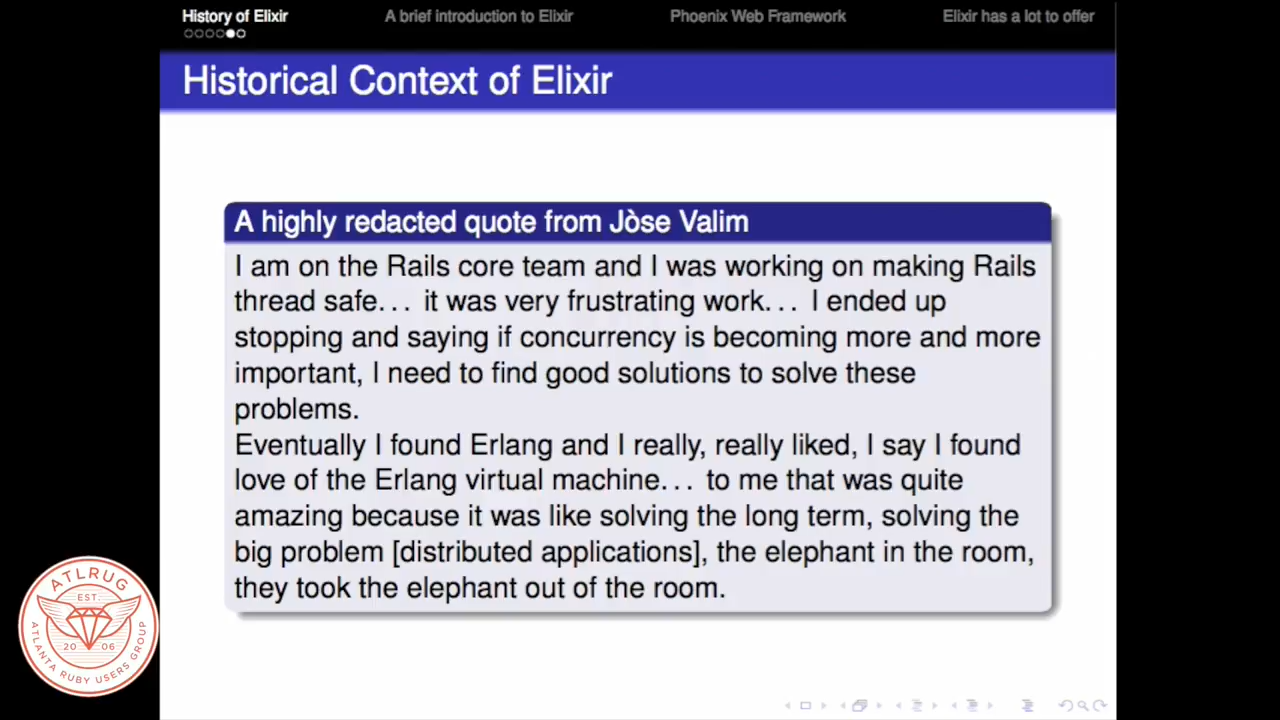 History of Elixir
A brief introduction to Elixir
Phoenix Web Framework
Elixir has a lot to offer
Historical Context of Elixir
A highly redacted quote from Jòse Valim
I am on the Rails core team and I was working on making Rails
thread safe... it was very frustrating work... I ended up
stopping and saying if concurrency is becoming more and more
important, I need to find good solutions to solve these
problems.
Eventually I found Erlang and I really, really liked, I say I found
love of the Erlang virtual machine... to me that was quite
amazing because it was like solving the long term, solving the
big problem [distributed applications], the elephant in the room,
they took the elephant out of the room.
ATLRUG
EST.
20 06
ATLANTA RUBY USERS GROUP